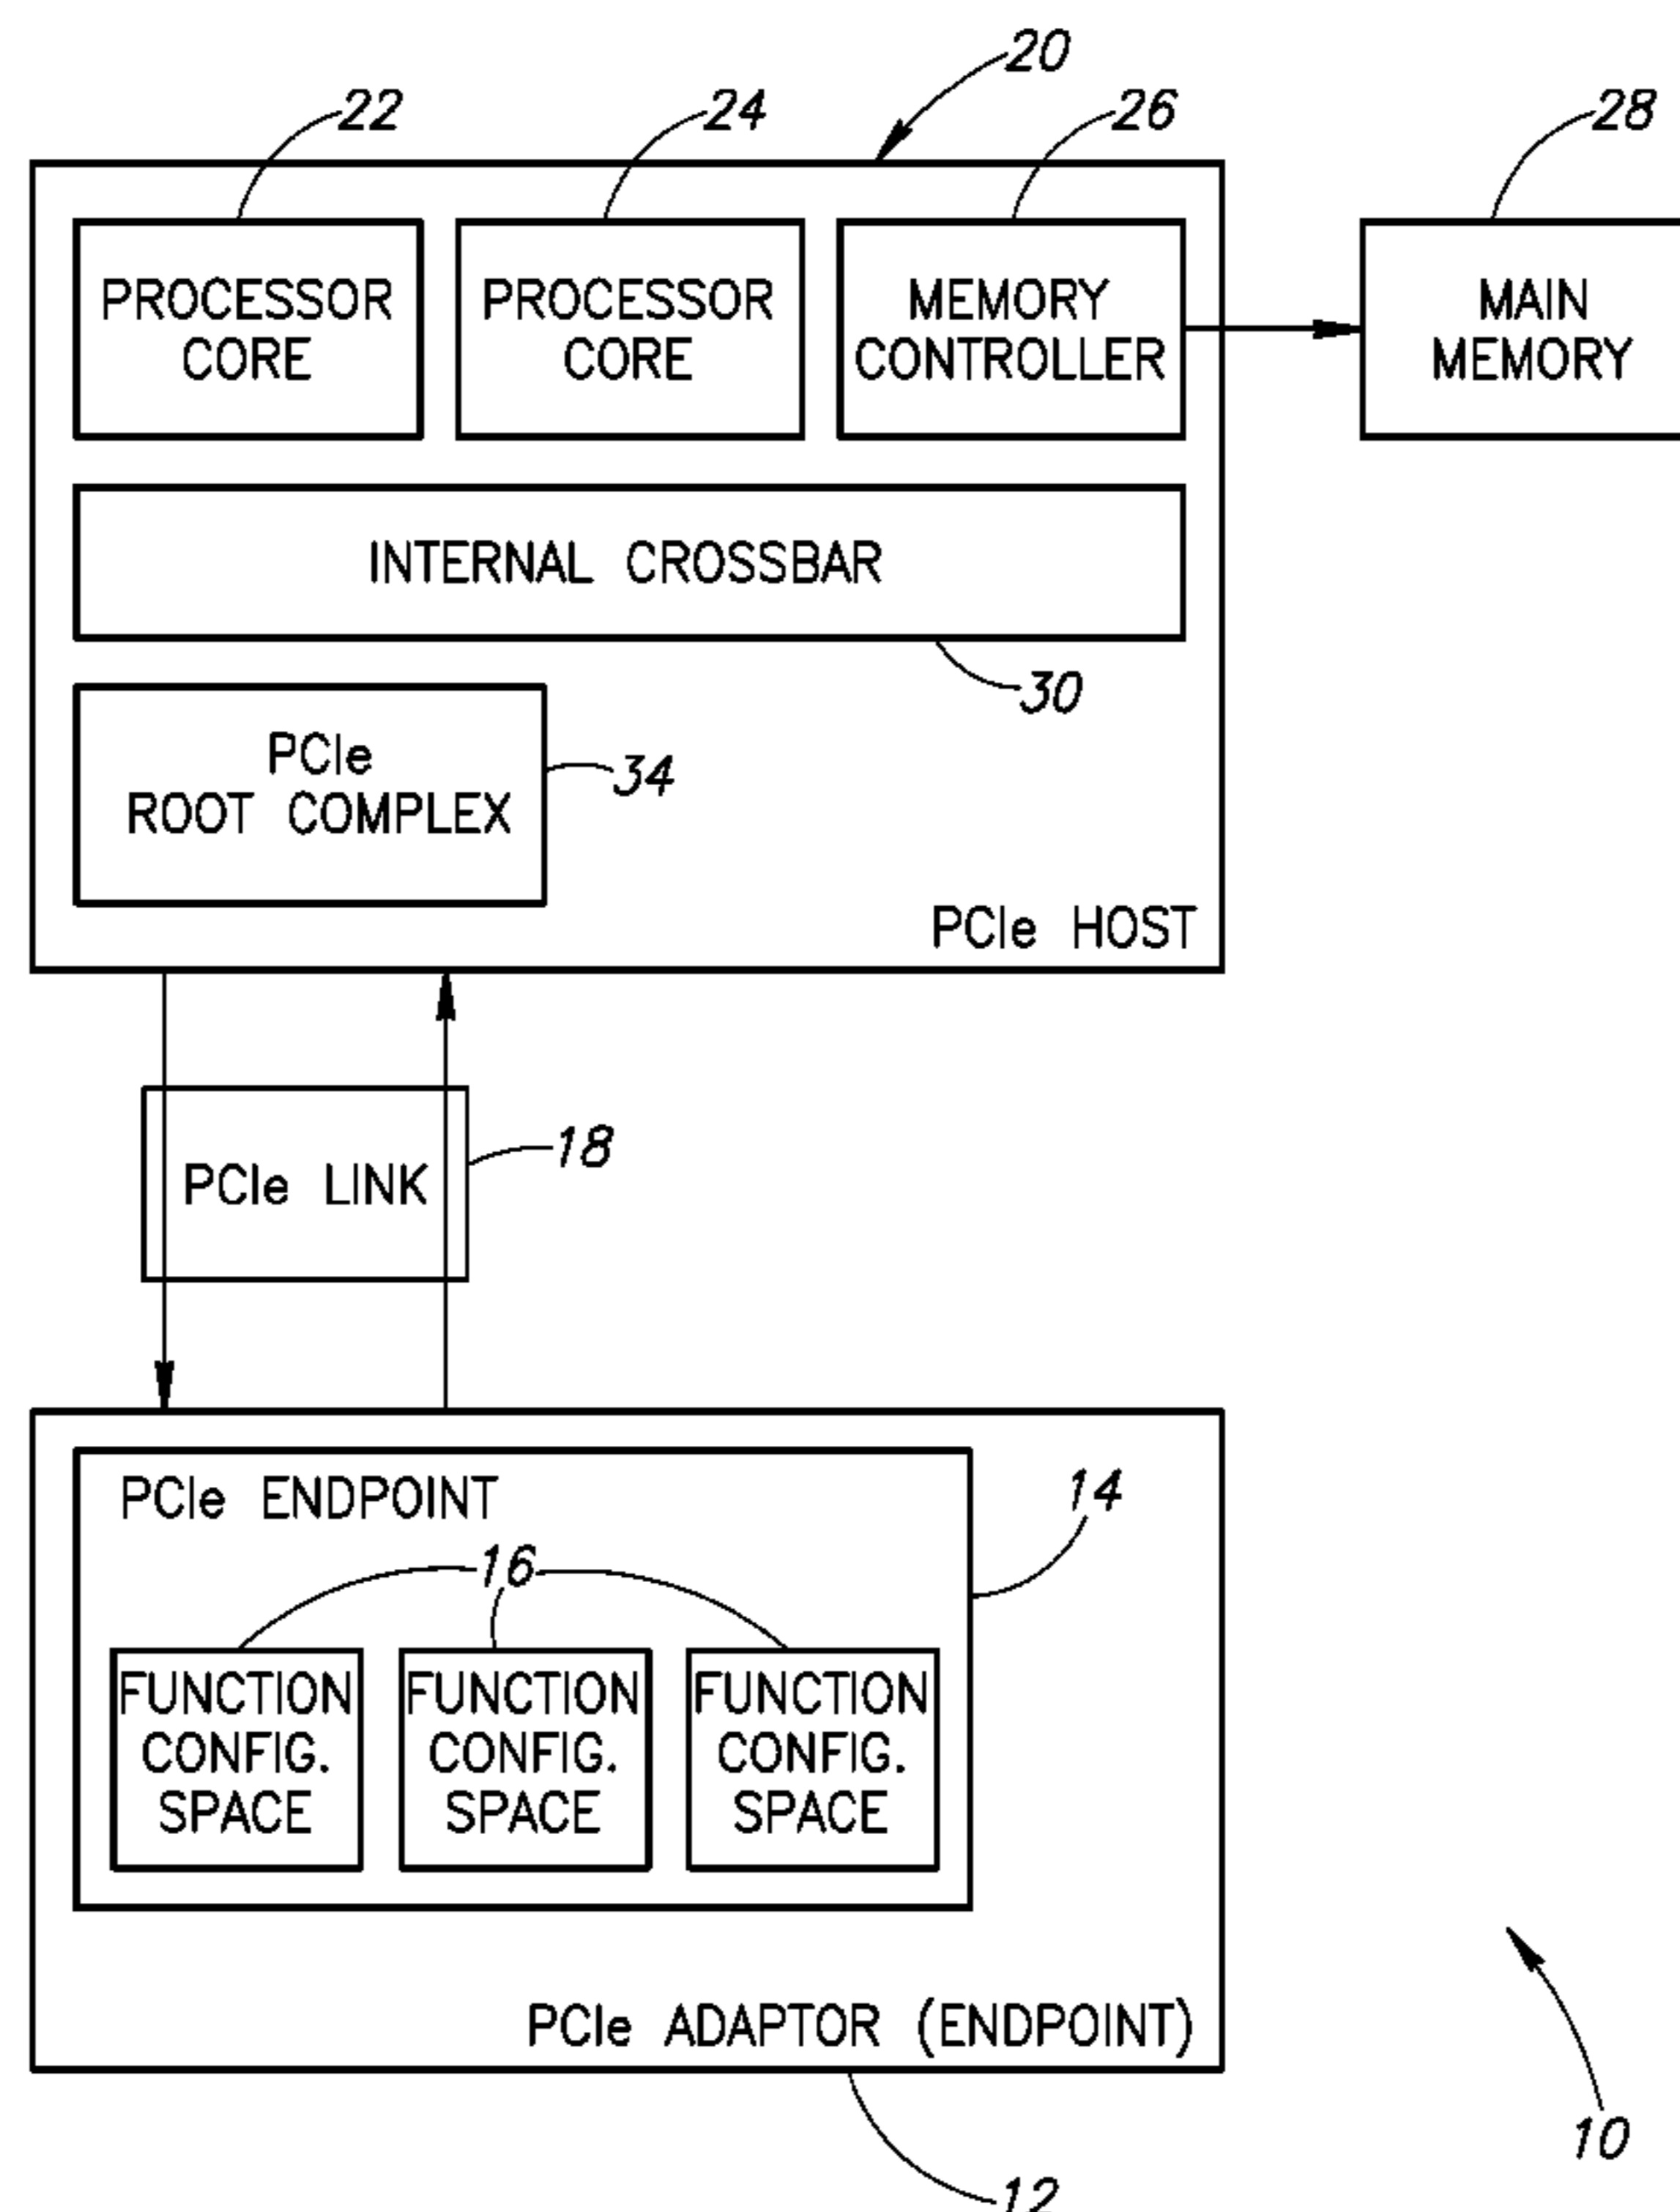 20
22
24
26
28
PROCESSOR
CORE
PROCESSOR
CORE
MEMORY
CONTROLLER
MAIN
MEMORY
INTERNAL CROSSBAR
30
PCIe
ROOT COMPLEX
34
PCIe HOST
PCIe LINK
18
PCIe ENDPOINT
14
16
FUNCTION
CONFIG.
SPACE
FUNCTION
CONFIG.
SPACE
FUNCTION
CONFIG.
SPACE
PCIe ADAPTOR (ENDPOINT)
10
12